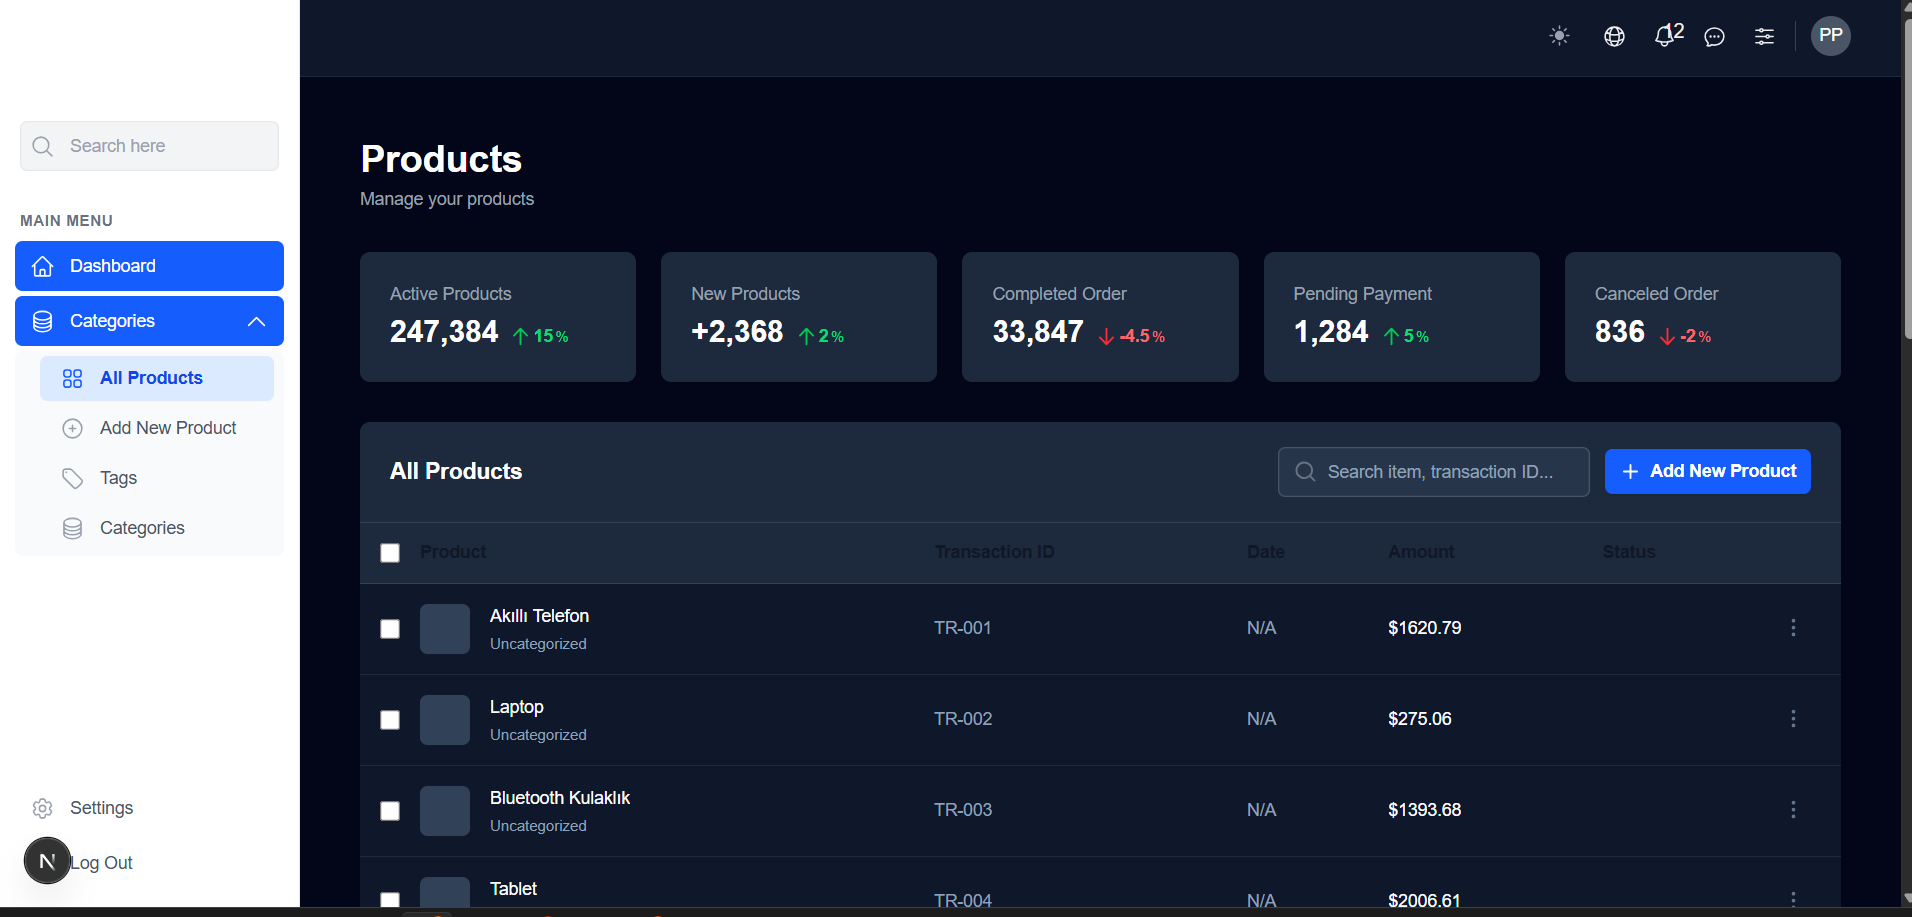 12
PP
Search here
MAIN MENU
Dashboard
Categories
All Products
Add New Product
Tags
Categories
Settings
N
Log Out
Products
Manage your products
Active Products
247,384 15%
New Products
+2,368 2%
Completed Order
33,847 -4.5%
Pending Payment
1,284 5%
Canceled Order
836 -2%
All Products
Search item, transaction ID...
Add New Product
Product Transaction ID Date Amount Status
Akıllı Telefon
Uncategorized
TR-001 N/A $1620.79
Laptop
Uncategorized
TR-002 N/A $275.06
Bluetooth Kulaklık
Uncategorized
TR-003 N/A $1393.68
Tablet
TR-004 N/A $2006.61